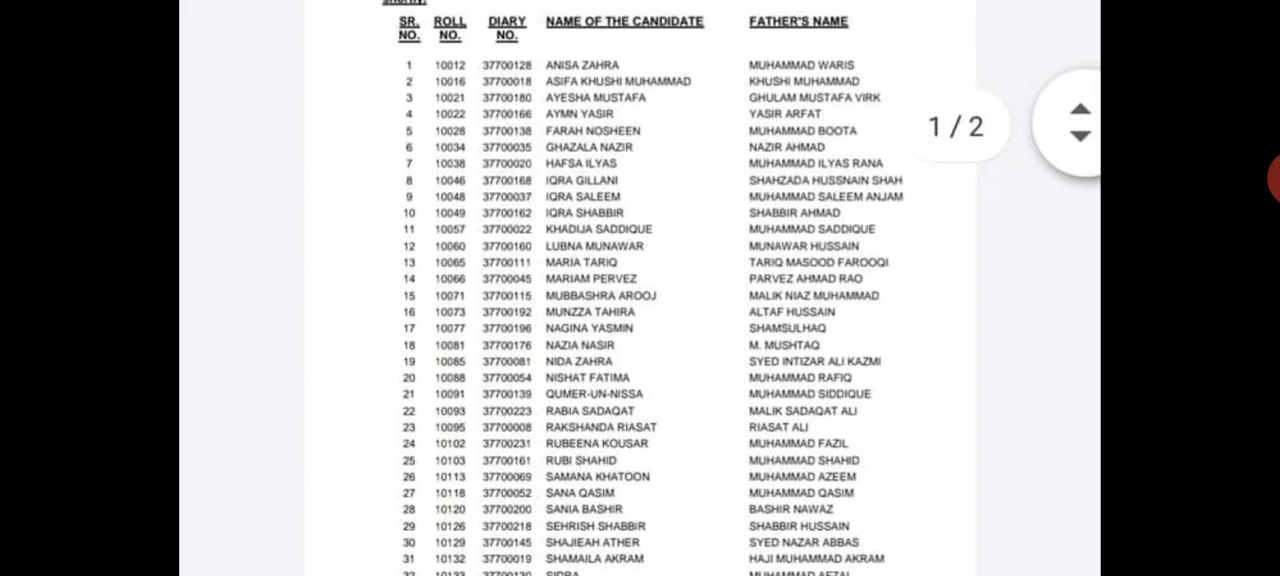 SR. NO. ROLL NO. DIARY NO. NAME OF THE CANDIDATE FATHER'S NAME
1 10012 37700128 ANISA ZAHRA MUHAMMAD WARIS
2 10016 37700018 ASIFA KHUSHI MUHAMMAD KHUSHI MUHAMMAD
3 10021 37700180 AYESHA MUSTAFA GHULAM MUSTAFA VIRK
4 10022 37700166 AYMN YASIR YASIR ARFAT
1 / 2
5 10028 37700138 FARAH NOSHEEN MUHAMMAD BOOTA
6 10034 37700035 GHAZALA NAZIR NAZIR AHMAD
7 10038 37700020 HAFSA ILYAS MUHAMMAD ILYAS RANA
8 10046 37700168 IQRA GILLANI SHAHZADA HUSSNAIN SHAH
9 10048 37700037 IQRA SALEEM MUHAMMAD SALEEM ANJAM
10 10049 37700162 IQRA SHABBIR SHABBIR AHMAD
11 10057 37700022 KHADIJA SADDIQUE MUHAMMAD SADDIQUE
12 10060 37700160 LUBNA MUNAWAR MUNAWAR HUSSAIN
13 10065 37700111 MARIA TARIQ TARIQ MASOOD FAROOQI
14 10066 37700045 MARIAM PERVEZ PARVEZ AHMAD RAO
15 10071 37700115 MUBBASHRA AROOJ MALIK NIAZ MUHAMMAD
16 10073 37700192 MUNZZA TAHIRA ALTAF HUSSAIN
17 10077 37700196 NAGINA YASMIN SHAMSULHAQ
18 10081 37700176 NAZIA NASIR M. MUSHTAQ
19 10085 37700081 NIDA ZAHRA SYED INTIZAR ALI KAZMI
20 10088 37700054 NISHAT FATIMA MUHAMMAD RAFIQ
21 10091 37700139 QUMER-UN-NISSA MUHAMMAD SIDDIQUE
22 10093 37700223 RABIA SADAQAT MALIK SADAQAT ALI
23 10095 37700008 RAKSHANDA RIASAT RIASAT ALI
24 10102 37700231 RUBEENA KOUSAR MUHAMMAD FAZIL
25 10103 37700161 RUBI SHAHID MUHAMMAD SHAHID
26 10113 37700069 SAMANA KHATOON MUHAMMAD AZEEM
27 10118 37700052 SANA QASIM MUHAMMAD QASIM
28 10120 37700200 SANIA BASHIR BASHIR NAWAZ
29 10126 37700218 SEHRISH SHABBIR SHABBIR HUSSAIN
30 10129 37700145 SHAJIEAH ATHER SYED NAZAR ABBAS
31 10132 37700019 SHAMAILA AKRAM HAJI MUHAMMAD AKRAM